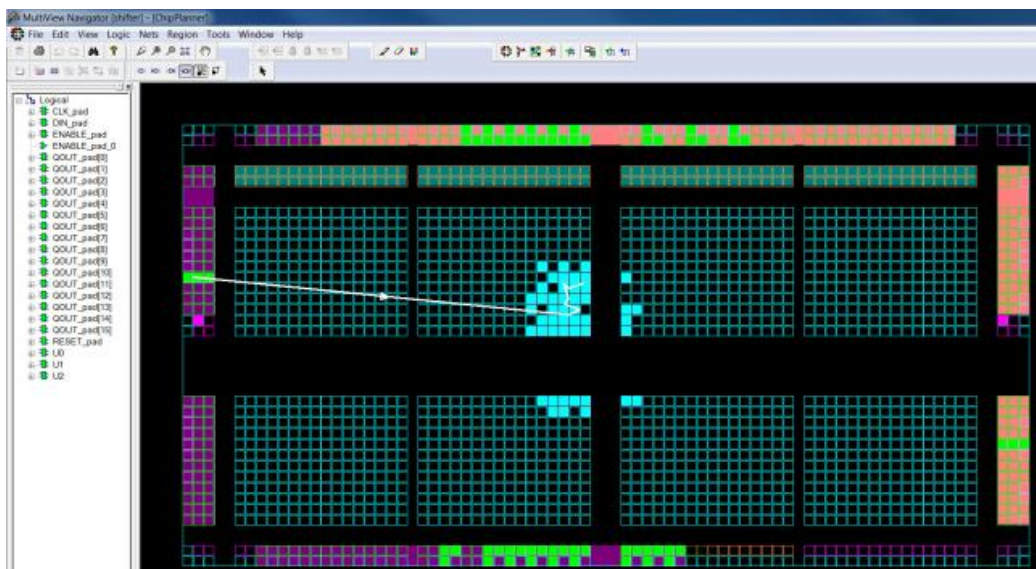 MultiView Navigator [shifter] - [ChipPlanner]
File Edit View Logic Nets Region Tools Window Help
Logical
CLK_pad
DIN_pad
ENABLE_pad
ENABLE_pad_0
QOUT_pad[0]
QOUT_pad[1]
QOUT_pad[2]
QOUT_pad[3]
QOUT_pad[4]
QOUT_pad[5]
QOUT_pad[6]
QOUT_pad[7]
QOUT_pad[8]
QOUT_pad[9]
QOUT_pad[10]
QOUT_pad[11]
QOUT_pad[12]
QOUT_pad[13]
QOUT_pad[14]
QOUT_pad[15]
RESET_pad
U0
U1
U2